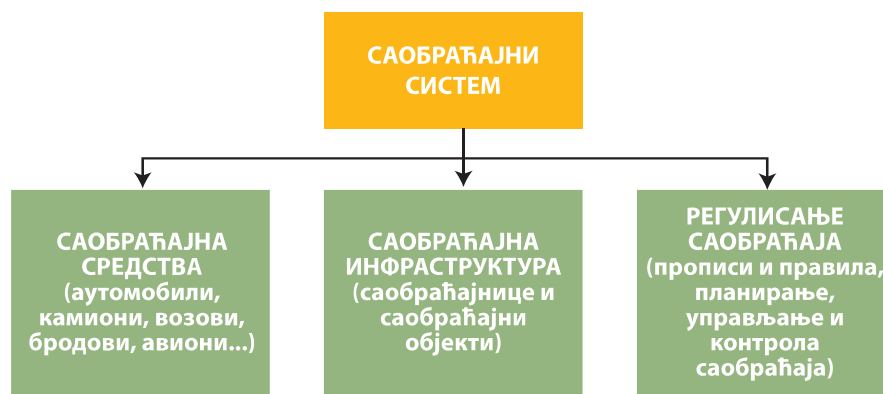 САОБРАЋАЈНИ
СИСТЕМ
САОБРАЋАЈНА
СРЕДСТВА
(аутомобили,
камиони, возови,
бродови, авиони...)
САОБРАЋАЈНА
ИНФРАСТРУКТУРА
(саобраћајнице и
саобраћајни
објекти)
РЕГУЛИСАЊЕ
САОБРАЋАЈА
(прописи и правила,
планирање,
управљање и
контрола
саобраћаја)